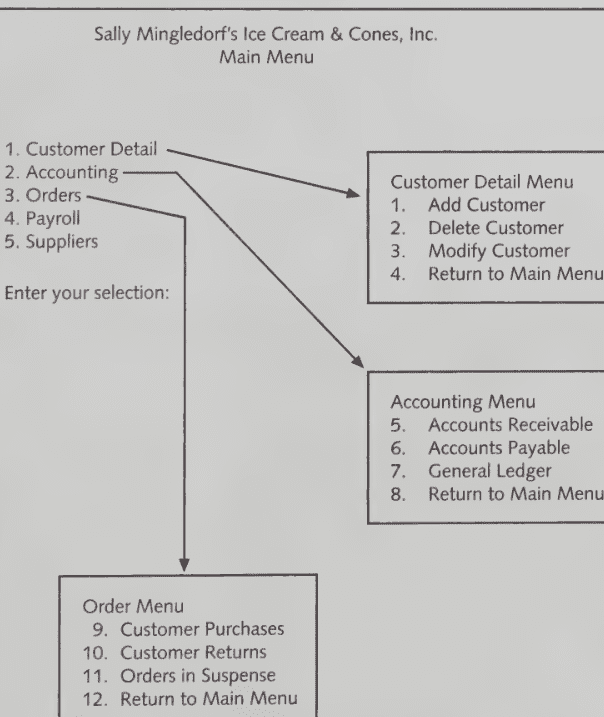 Sally Mingledorf's Ice Cream & Cones, Inc.
Main Menu
1. Customer Detail
2. Accounting
3. Orders
4. Payroll
5. Suppliers
Enter your selection:
Customer Detail Menu
1. Add Customer
2. Delete Customer
3. Modify Customer
4. Return to Main Menu
Accounting Menu
5. Accounts Receivable
6. Accounts Payable
7. General Ledger
8. Return to Main Menu
Order Menu
9. Customer Purchases
10. Customer Returns
11. Orders in Suspense
12. Return to Main Menu